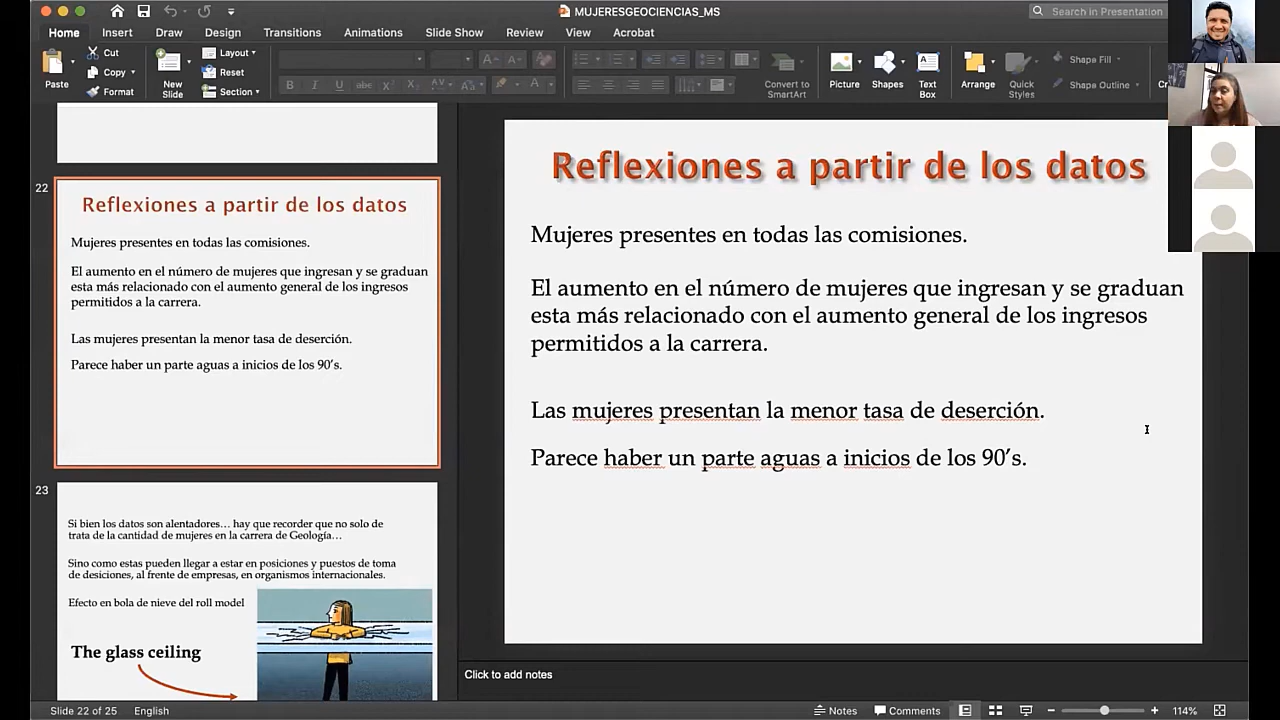 MUJERESGEOCIENCIAS_MS
Search in Presentation
Home Insert Draw Design Transitions Animations Slide Show Review View Acrobat
Paste Cut Copy Format
New Slide Layout Reset Section
Convert to SmartArt
Picture Shapes Text Box Arrange Quick Styles Shape Fill Shape Outline
22
Reflexiones a partir de los datos
Mujeres presentes en todas las comisiones.
El aumento en el número de mujeres que ingresan y se graduan
esta más relacionado con el aumento general de los ingresos
permitidos a la carrera.
Las mujeres presentan la menor tasa de deserción.
Parece haber un parte aguas a inicios de los 90's.
23
Si bien los datos son alentadores… hay que recorder que no solo de
trata de la cantidad de mujeres en la carrera de Geología…
Sino como estas pueden llegar a estar en posiciones y puestos de toma
de desiciones, al frente de empresas, en organismos internacionales.
Efecto en bola de nieve del roll model
The glass ceiling
Reflexiones a partir de los datos
Mujeres presentes en todas las comisiones.
El aumento en el número de mujeres que ingresan y se graduan
esta más relacionado con el aumento general de los ingresos
permitidos a la carrera.
Las mujeres presentan la menor tasa de deserción.
Parece haber un parte aguas a inicios de los 90's.
Click to add notes
Slide 22 of 25 English Notes Comments 114%